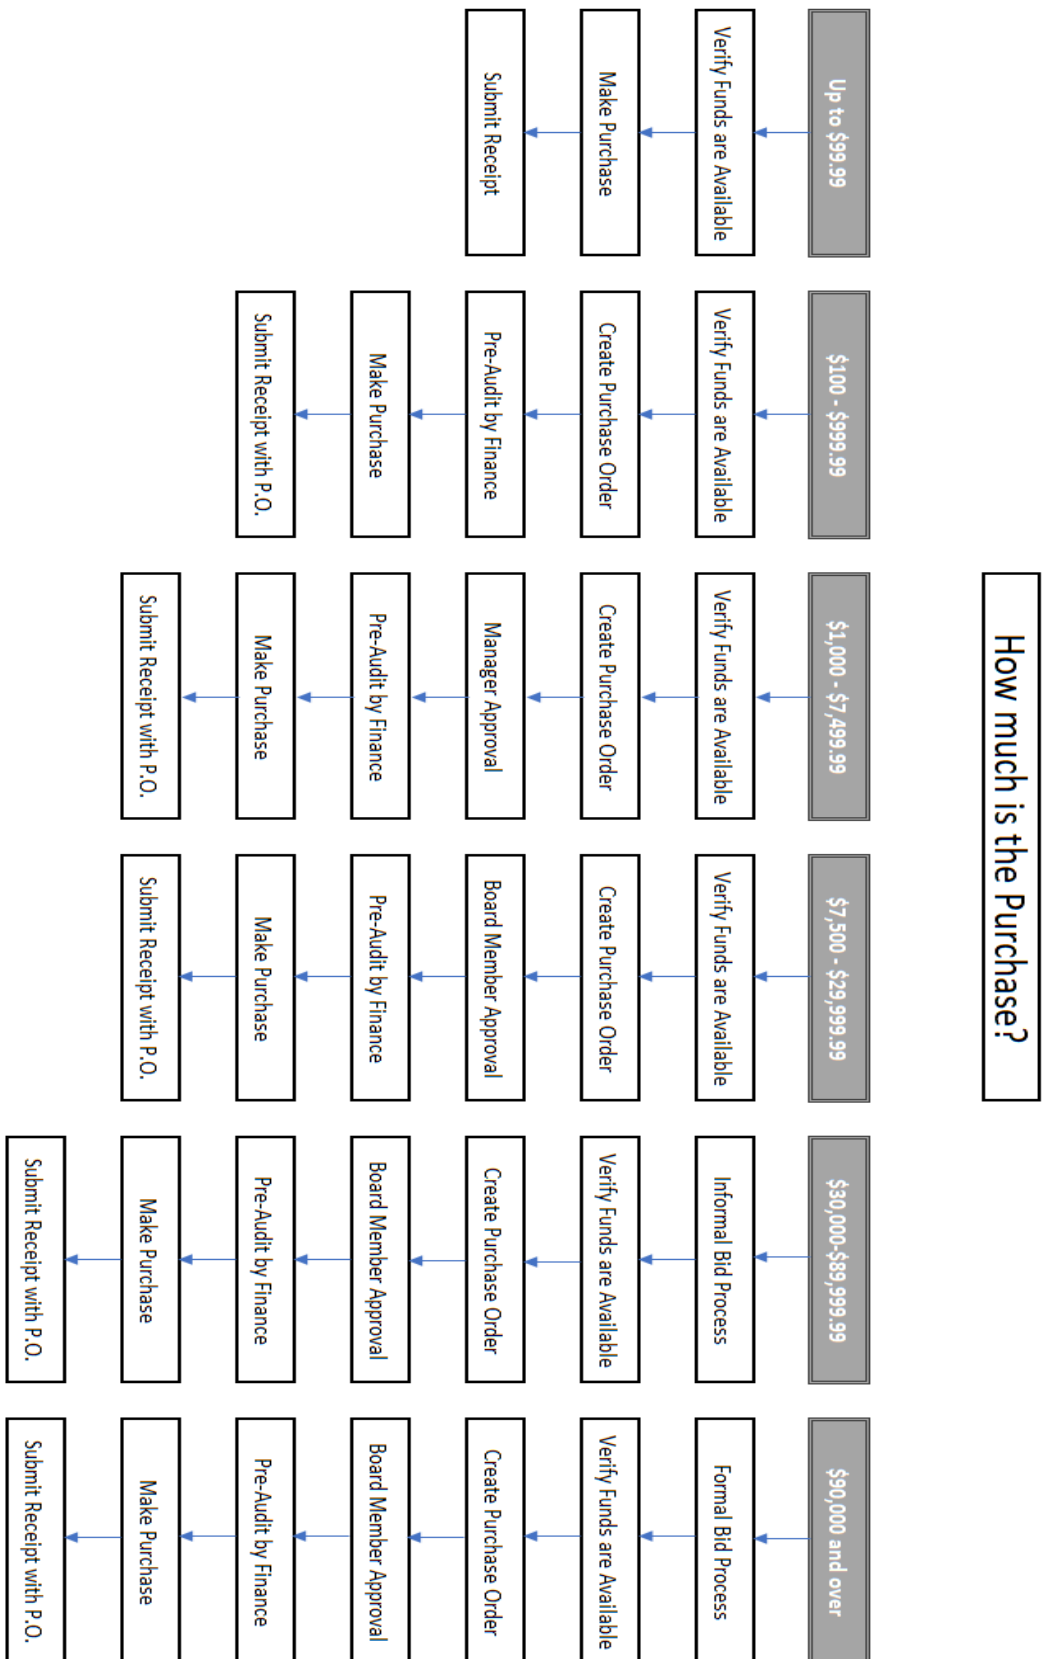 How much is the Purchase?
Up to $99.99
Verify Funds are Available
Make Purchase
Submit Receipt
$100 - $999.99
Verify Funds are Available
Create Purchase Order
Pre-Audit by Finance
Make Purchase
Submit Receipt with P.O.
$1,000 - $7,499.99
Verify Funds are Available
Create Purchase Order
Manager Approval
Pre-Audit by Finance
Make Purchase
Submit Receipt with P.O.
$7,500 - $29,999.99
Verify Funds are Available
Create Purchase Order
Board Member Approval
Pre-Audit by Finance
Make Purchase
Submit Receipt with P.O.
$30,000-$89,999.99
Informal Bid Process
Verify Funds are Available
Create Purchase Order
Board Member Approval
Pre-Audit by Finance
Make Purchase
Submit Receipt with P.O.
$90,000 and over
Formal Bid Process
Verify Funds are Available
Create Purchase Order
Board Member Approval
Pre-Audit by Finance
Make Purchase
Submit Receipt with P.O.